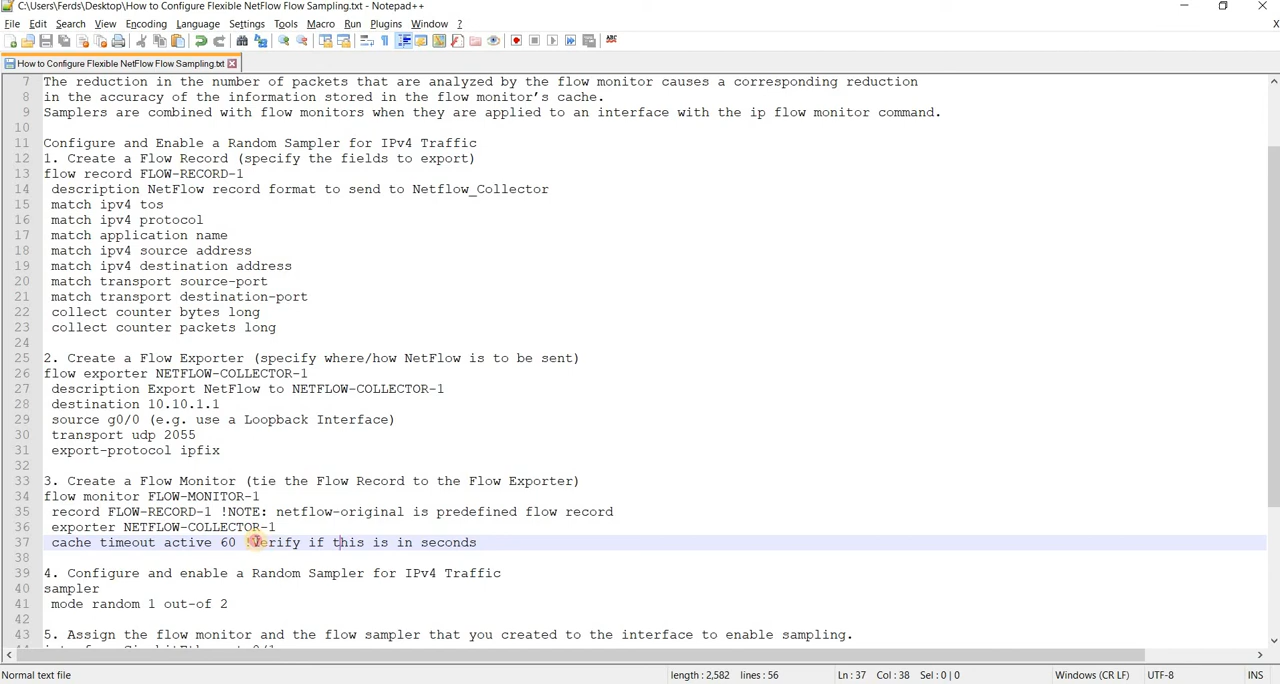 C:\Users\Ferds\Desktop\How to Configure Flexible NetFlow Flow Sampling.txt - Notepad++
File Edit Search View Encoding Language Settings Tools Macro Run Plugins Window ? X
How to Configure Flexible NetFlow Flow Sampling.txt
7 The reduction in the number of packets that are analyzed by the flow monitor causes a corresponding reduction
8 in the accuracy of the information stored in the flow monitor's cache.
9 Samplers are combined with flow monitors when they are applied to an interface with the ip flow monitor command.
10
11 Configure and Enable a Random Sampler for IPv4 Traffic
12 1. Create a Flow Record (specify the fields to export)
13 flow record FLOW-RECORD-1
14 description NetFlow record format to send to Netflow_Collector
15 match ipv4 tos
16 match ipv4 protocol
17 match application name
18 match ipv4 source address
19 match ipv4 destination address
20 match transport source-port
21 match transport destination-port
22 collect counter bytes long
23 collect counter packets long
24
25 2. Create a Flow Exporter (specify where/how NetFlow is to be sent)
26 flow exporter NETFLOW-COLLECTOR-1
27 description Export NetFlow to NETFLOW-COLLECTOR-1
28 destination 10.10.1.1
29 source g0/0 (e.g. use a Loopback Interface)
30 transport udp 2055
31 export-protocol ipfix
32
33 3. Create a Flow Monitor (tie the Flow Record to the Flow Exporter)
34 flow monitor FLOW-MONITOR-1
35 record FLOW-RECORD-1 !NOTE: netflow-original is predefined flow record
36 exporter NETFLOW-COLLECTOR-1
37 cache timeout active 60 !Verify if this is in seconds
38
39 4. Configure and enable a Random Sampler for IPv4 Traffic
40 sampler
41 mode random 1 out-of 2
42
43 5. Assign the flow monitor and the flow sampler that you created to the interface to enable sampling.
Normal text file length : 2,582 lines : 56 Ln : 37 Col : 38 Sel : 0 | 0 Windows (CR LF) UTF-8 INS